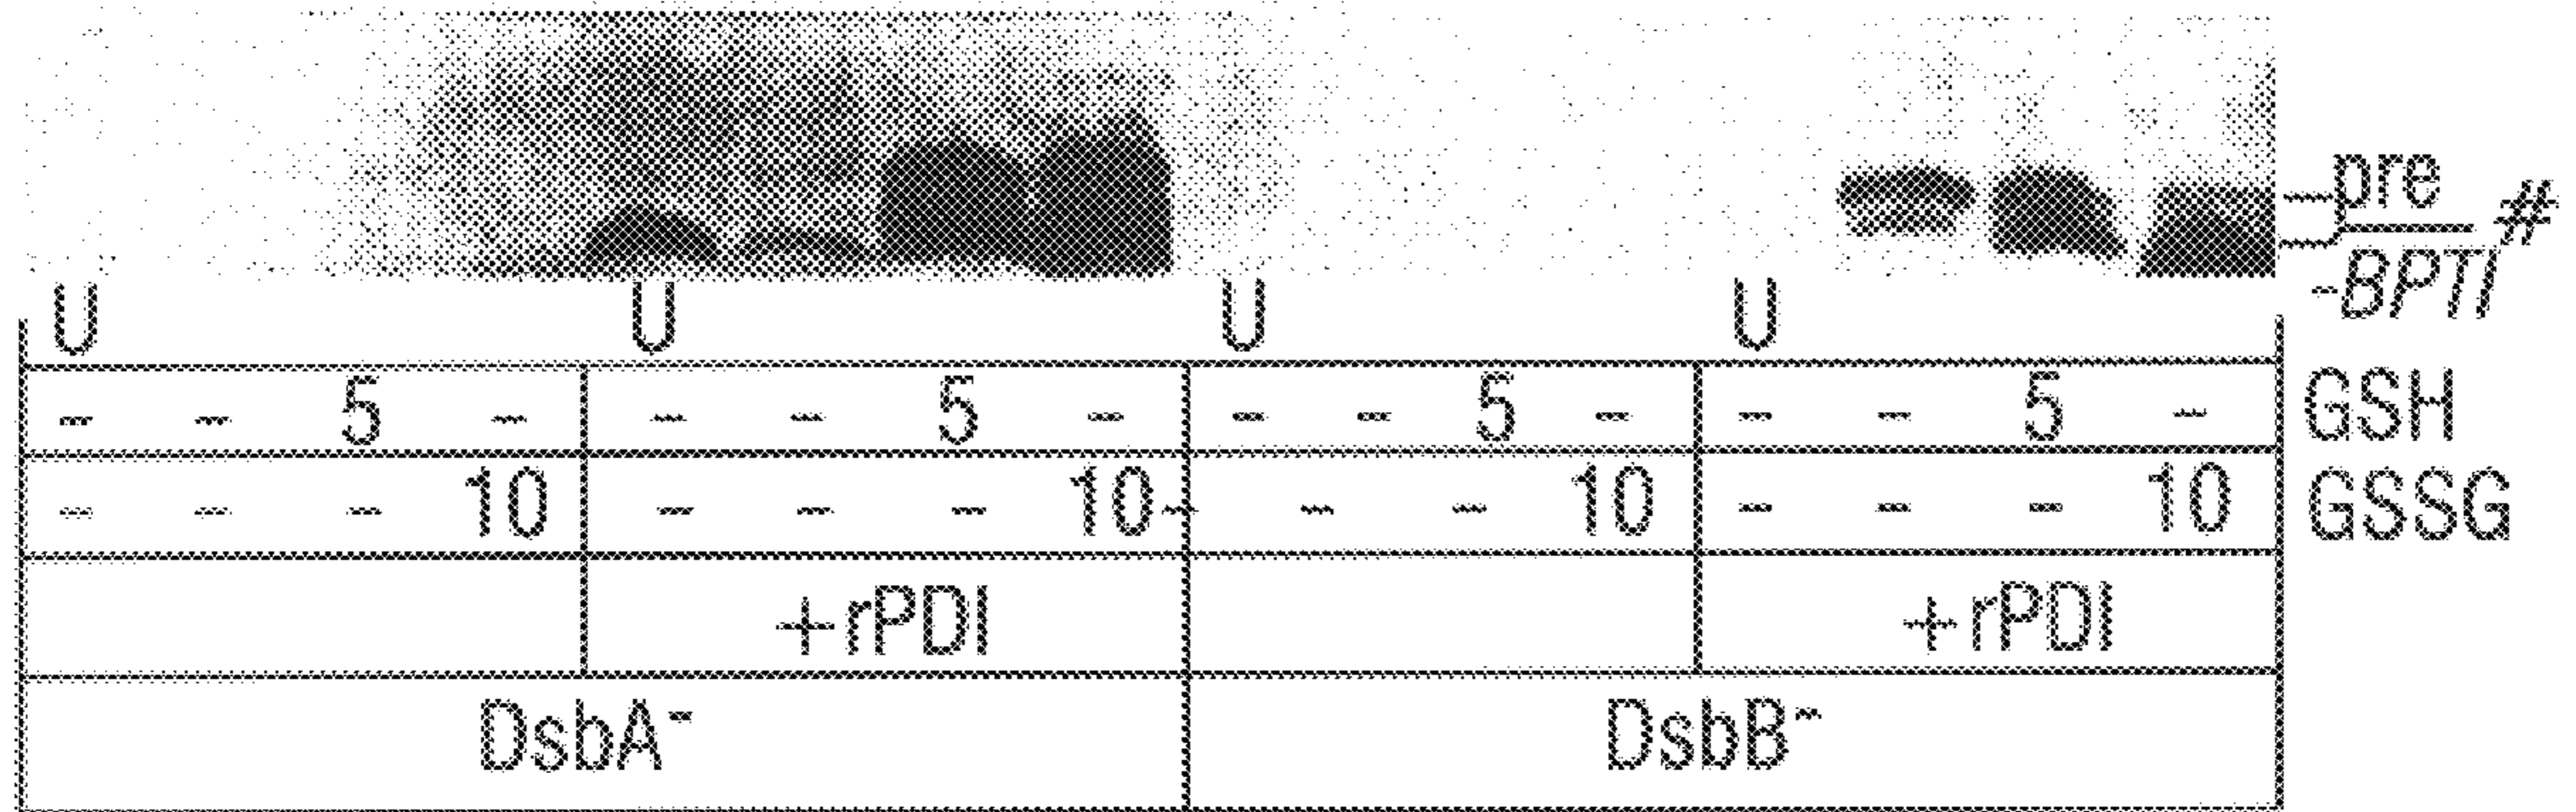 pre
#
-BPTI
U U U U
- - 5 - - - 5 - - - 5 - - - 5 - GSH
- - - 10 - - - 10 - - - 10 - - - 10 GSSG
+rPDI +rPDI
DsbA⁻ DsbB⁻